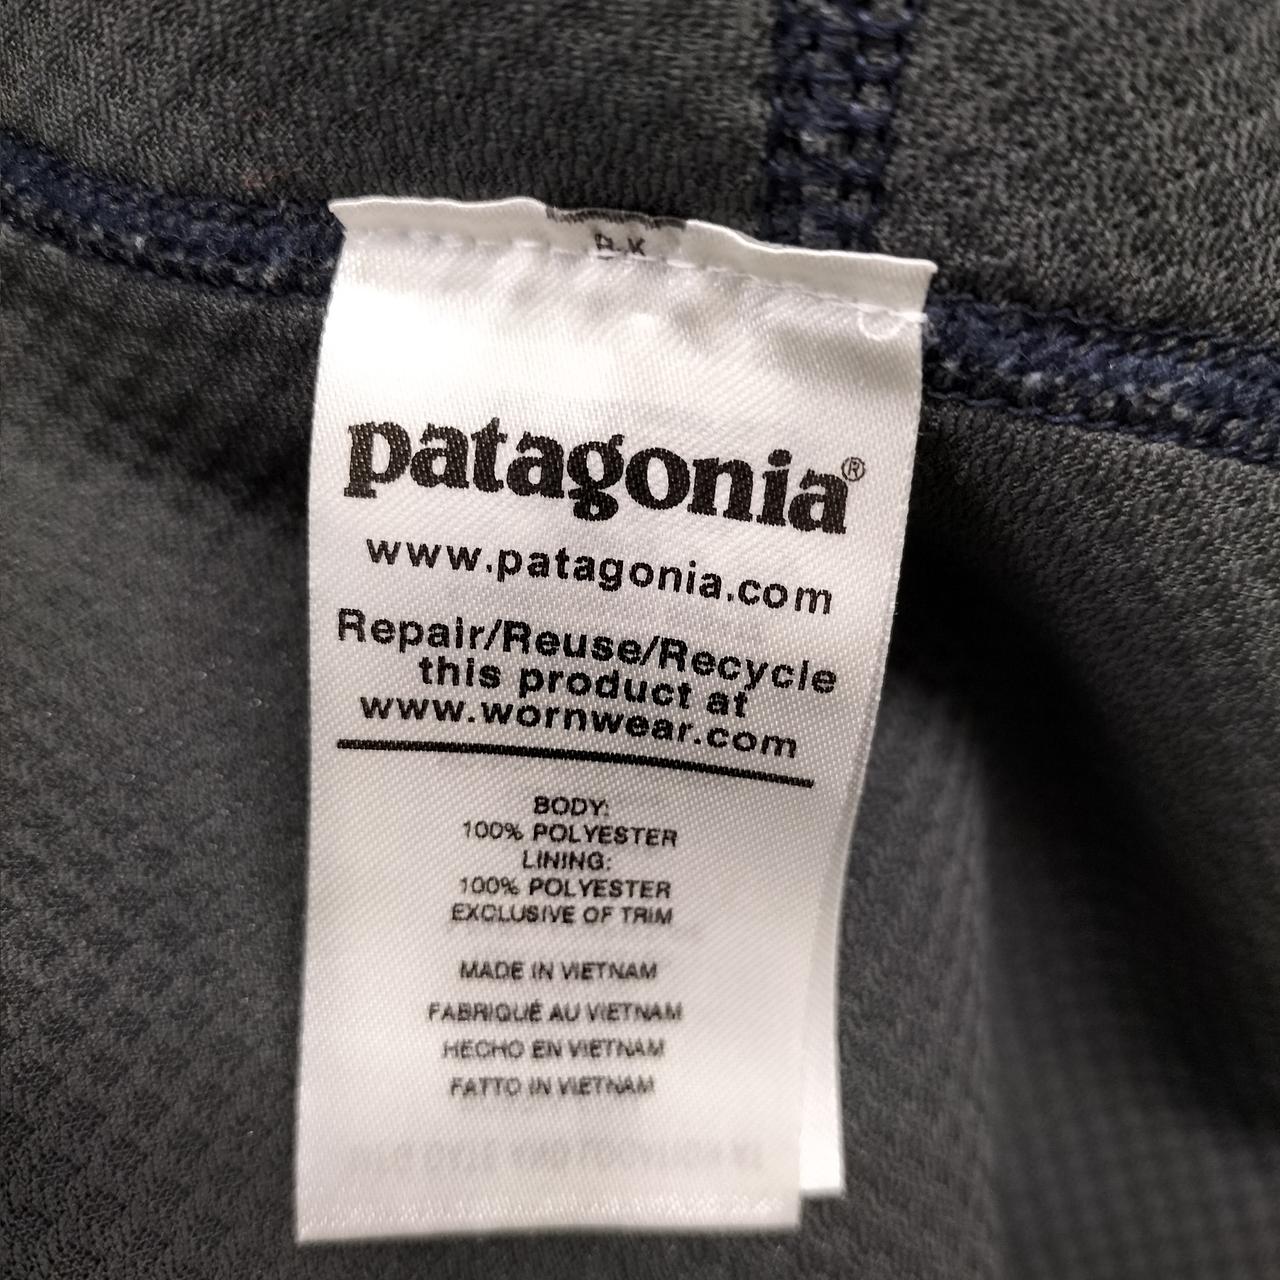 patagonia®
www.patagonia.com
Repair/Reuse/Recycle
this product at
www.wornwear.com
BODY:
100% POLYESTER
LINING:
100% POLYESTER
EXCLUSIVE OF TRIM
MADE IN VIETNAM
FABRIQUÉ AU VIETNAM
HECHO EN VIETNAM
FATTO IN VIETNAM